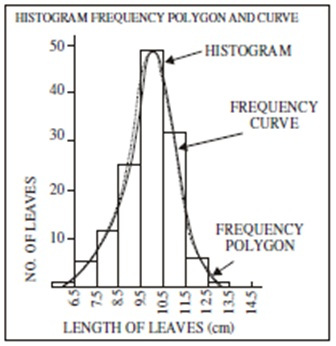 HISTOGRAM FREQUENCY POLYGON AND CURVE
50
40
30
20
10
NO. OF LEAVES
HISTOGRAM
FREQUENCY
CURVE
FREQUENCY
POLYGON
6.5 7.5 8.5 9.5 10.5 11.5 12.5 13.5 14.5
LENGTH OF LEAVES (cm)